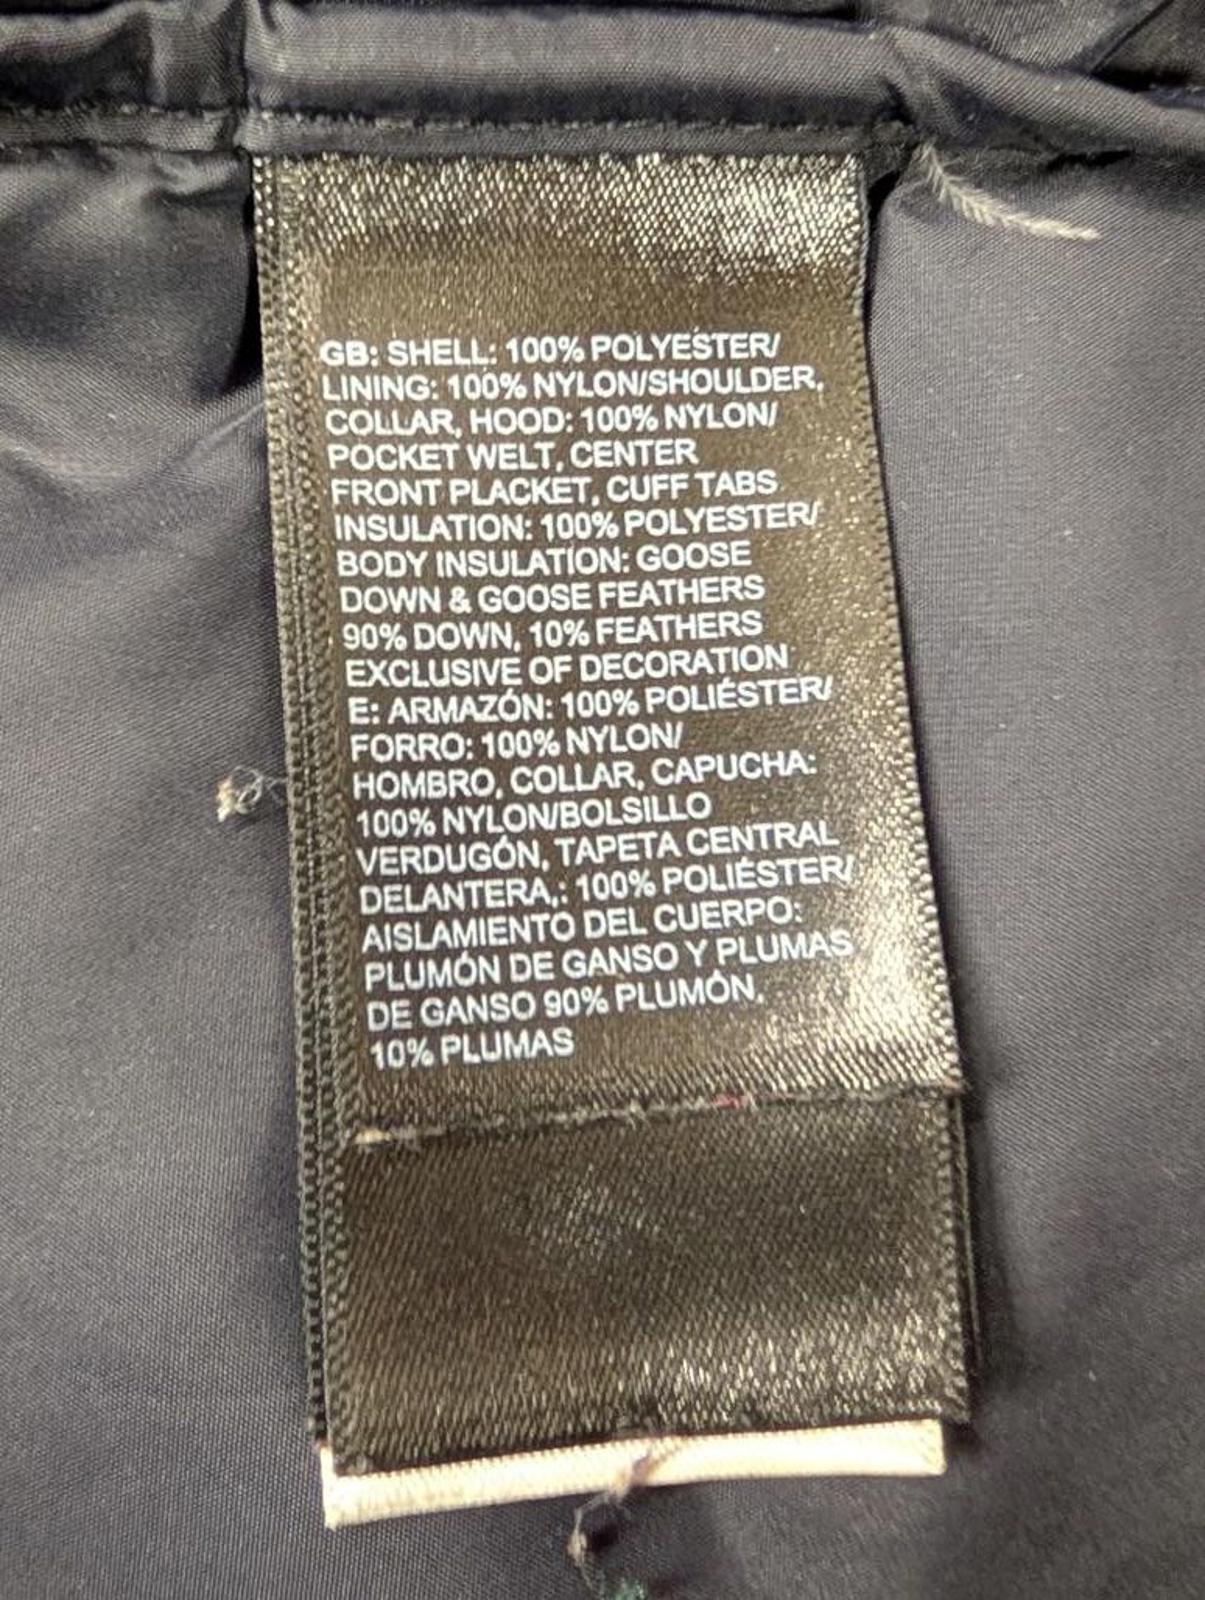 GB: SHELL: 100% POLYESTER/
LINING: 100% NYLON/SHOULDER,
COLLAR, HOOD: 100% NYLON/
POCKET WELT, CENTER
FRONT PLACKET, CUFF TABS
INSULATION: 100% POLYESTER/
BODY INSULATION: GOOSE
DOWN & GOOSE FEATHERS
90% DOWN, 10% FEATHERS
EXCLUSIVE OF DECORATION
E: ARMAZÓN: 100% POLIÉSTER/
FORRO: 100% NYLON/
HOMBRO, COLLAR, CAPUCHA:
100% NYLON/BOLSILLO
VERDUGÓN, TAPETA CENTRAL
DELANTERA,: 100% POLIÉSTER/
AISLAMIENTO DEL CUERPO:
PLUMÓN DE GANSO Y PLUMAS
DE GANSO 90% PLUMÓN,
10% PLUMAS